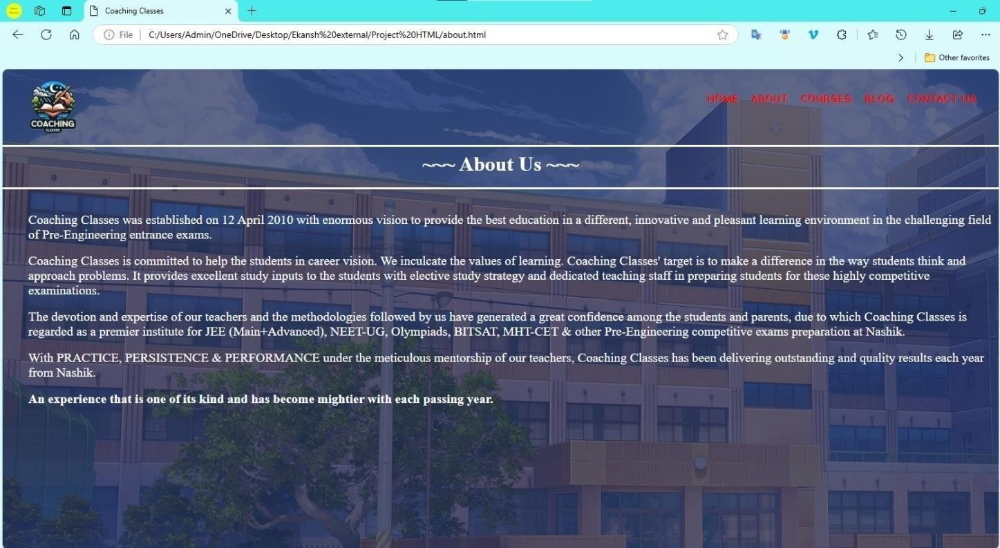 Coaching Classes
File
C:/Users/Admin/OneDrive/Desktop/Ekansh%20external/Project%20HTML/about.html
Other favorites
COACHING
CLASSES
HOME ABOUT COURSES BLOG CONTACT US
~~~ About Us ~~~
Coaching Classes was established on 12 April 2010 with enormous vision to provide the best education in a different, innovative and pleasant learning environment in the challenging field
of Pre-Engineering entrance exams.
Coaching Classes is committed to help the students in career vision. We inculcate the values of learning. Coaching Classes' target is to make a difference in the way students think and
approach problems. It provides excellent study inputs to the students with elective study strategy and dedicated teaching staff in preparing students for these highly competitive
examinations.
The devotion and expertise of our teachers and the methodologies followed by us have generated a great confidence among the students and parents, due to which Coaching Classes is
regarded as a premier institute for JEE (Main+Advanced), NEET-UG, Olympiads, BITSAT, MHT-CET & other Pre-Engineering competitive exams preparation at Nashik.
With PRACTICE, PERSISTENCE & PERFORMANCE under the meticulous mentorship of our teachers, Coaching Classes has been delivering outstanding and quality results each year
from Nashik.
An experience that is one of its kind and has become mightier with each passing year.